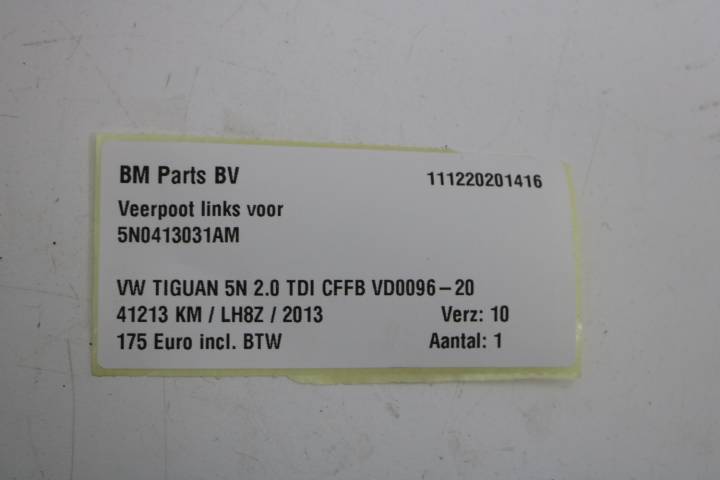 BM Parts BV 111220201416
Veerpoot links voor
5N0413031AM
VW TIGUAN 5N 2.0 TDI CFFB VD0096-20
41213 KM / LH8Z / 2013 Verz: 10
175 Euro incl. BTW Aantal: 1